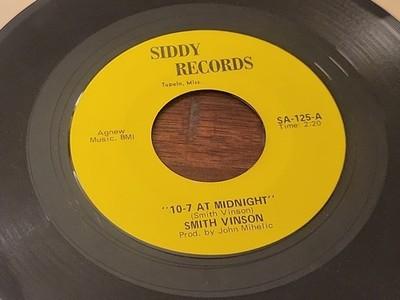 SIDDY
RECORDS
Tupelo, Miss.
Agnew
Music, BMI
SA-125-A
Time: 2:20
"10-7 AT MIDNIGHT"
(Smith Vinson)
SMITH VINSON
Prod. by John Mihelic